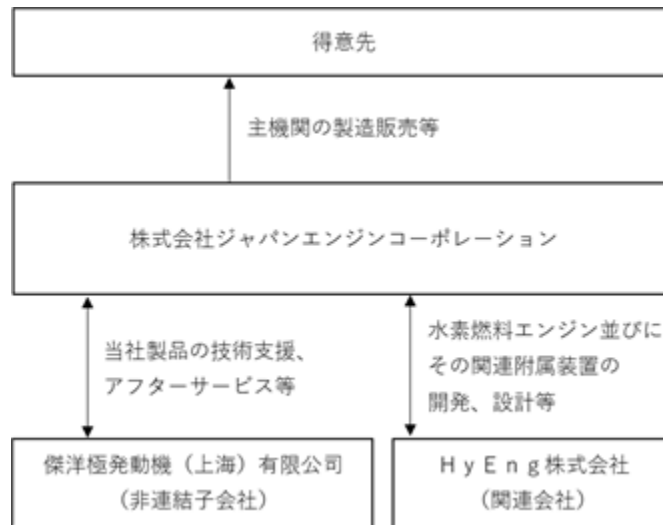 得意先
主機関の製造販売等
株式会社ジャパンエンジンコーポレーション
当社製品の技術支援、
アフターサービス等
水素燃料エンジン並びに
その関連附属装置の
開発、設計等
傑洋極発動機（上海）有限公司
（非連結子会社）
ＨｙＥｎｇ株式会社
（関連会社）